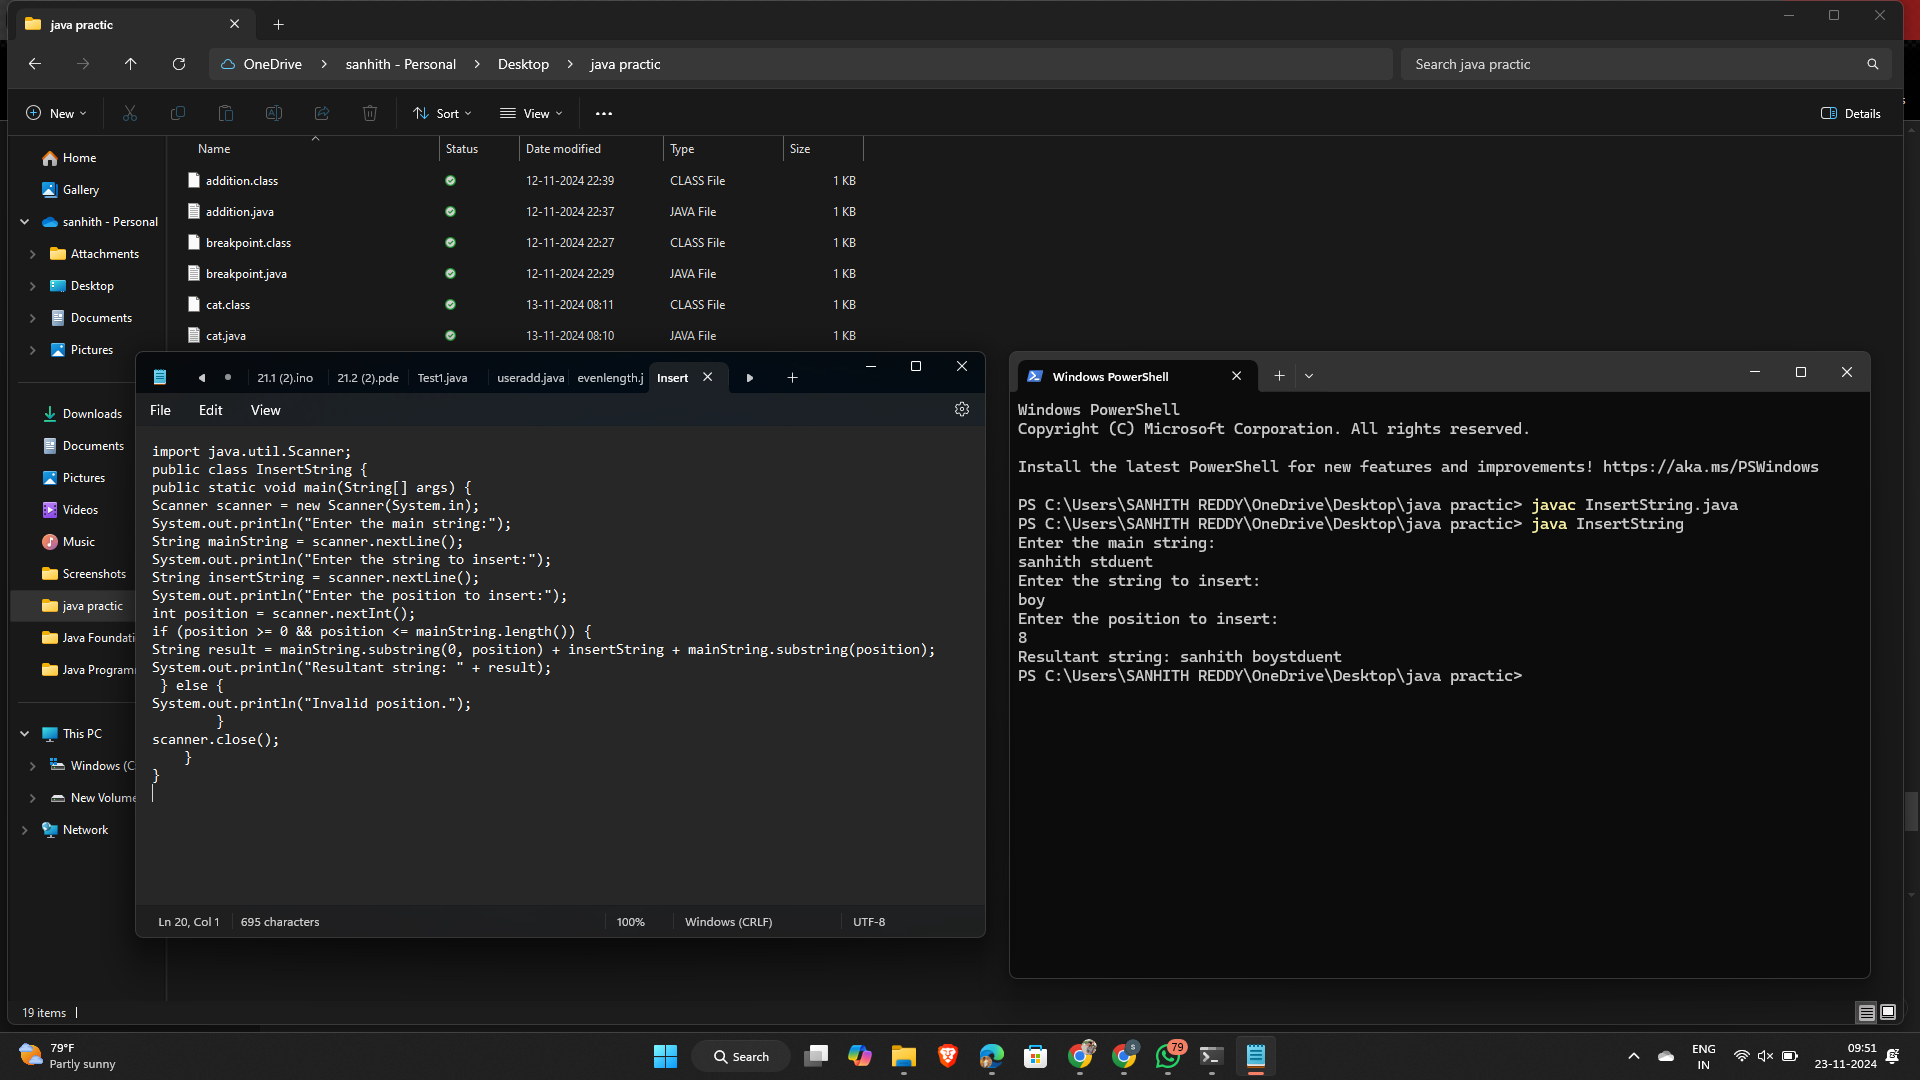 java practic
OneDrive > sanhith - Personal > Desktop > java practic
Search java practic
New
Sort
View
Details
Name Status Date modified Type Size
addition.class 12-11-2024 22:39 CLASS File 1 KB
addition.java 12-11-2024 22:37 JAVA File 1 KB
breakpoint.class 12-11-2024 22:27 CLASS File 1 KB
breakpoint.java 12-11-2024 22:29 JAVA File 1 KB
cat.class 13-11-2024 08:11 CLASS File 1 KB
cat.java 13-11-2024 08:10 JAVA File 1 KB
Home
Gallery
sanhith - Personal
Attachments
Desktop
Documents
Pictures
Downloads
Documents
Pictures
Videos
Music
Screenshots
java practic
Java Foundati
Java Program
This PC
Windows (C
New Volume
Network
19 items
21.1 (2).ino 21.2 (2).pde Test1.java useradd.java evenlength.j Insert
File Edit View
import java.util.Scanner;
public class InsertString {
public static void main(String[] args) {
Scanner scanner = new Scanner(System.in);
System.out.println("Enter the main string:");
String mainString = scanner.nextLine();
System.out.println("Enter the string to insert:");
String insertString = scanner.nextLine();
System.out.println("Enter the position to insert:");
int position = scanner.nextInt();
if (position >= 0 && position <= mainString.length()) {
String result = mainString.substring(0, position) + insertString + mainString.substring(position);
System.out.println("Resultant string: " + result);
} else {
System.out.println("Invalid position.");
}
scanner.close();
}
}
Ln 20, Col 1 695 characters 100% Windows (CRLF) UTF-8
Windows PowerShell
Windows PowerShell
Copyright (C) Microsoft Corporation. All rights reserved.
Install the latest PowerShell for new features and improvements! https://aka.ms/PSWindows
PS C:\Users\SANHITH REDDY\OneDrive\Desktop\java practic> javac InsertString.java
PS C:\Users\SANHITH REDDY\OneDrive\Desktop\java practic> java InsertString
Enter the main string:
sanhith stduent
Enter the string to insert:
boy
Enter the position to insert:
8
Resultant string: sanhith boystduent
PS C:\Users\SANHITH REDDY\OneDrive\Desktop\java practic>
79°F
Partly sunny
Search
s
79
ENG
IN
09:51
23-11-2024